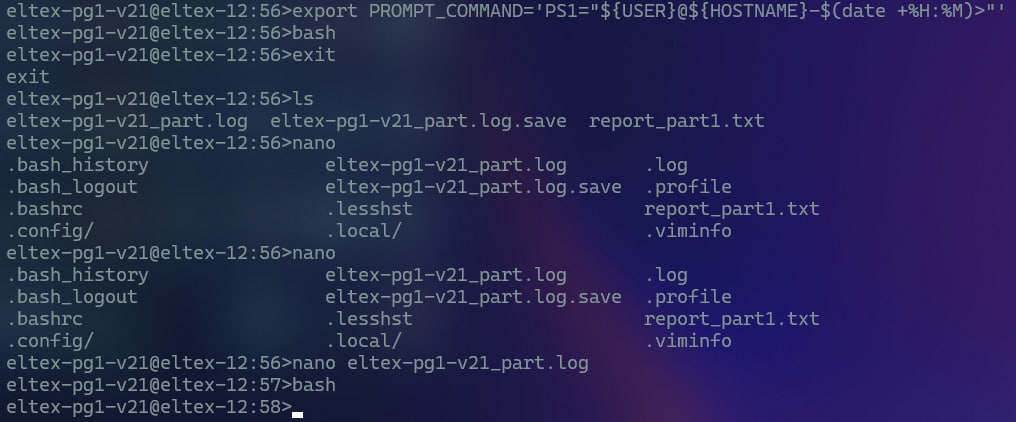 eltex-pg1-v21@eltex-12:56>export PROMPT_COMMAND='PS1="${USER}@${HOSTNAME}-$(date +%H:%M)>"'
eltex-pg1-v21@eltex-12:56>bash
eltex-pg1-v21@eltex-12:56>exit
exit
eltex-pg1-v21@eltex-12:56>ls
eltex-pg1-v21_part.log  eltex-pg1-v21_part.log.save  report_part1.txt
eltex-pg1-v21@eltex-12:56>nano
.bash_history                eltex-pg1-v21_part.log       .log
.bash_logout                 eltex-pg1-v21_part.log.save  .profile
.bashrc                      .lesshst                     report_part1.txt
.config/                     .local/                      .viminfo
eltex-pg1-v21@eltex-12:56>nano
.bash_history                eltex-pg1-v21_part.log       .log
.bash_logout                 eltex-pg1-v21_part.log.save  .profile
.bashrc                      .lesshst                     report_part1.txt
.config/                     .local/                      .viminfo
eltex-pg1-v21@eltex-12:56>nano eltex-pg1-v21_part.log
eltex-pg1-v21@eltex-12:57>bash
eltex-pg1-v21@eltex-12:58>